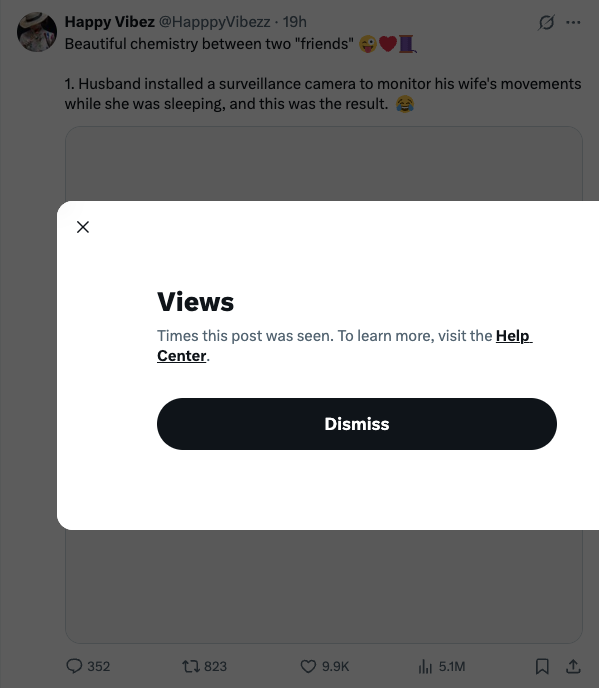 Happy Vibez @HapppyVibezz · 19h
Beautiful chemistry between two "friends" 😜❤️🧵
1. Husband installed a surveillance camera to monitor his wife's movements
while she was sleeping, and this was the result. 😂
Views
Times this post was seen. To learn more, visit the Help
Center.
Dismiss
352 823 9.9K 5.1M